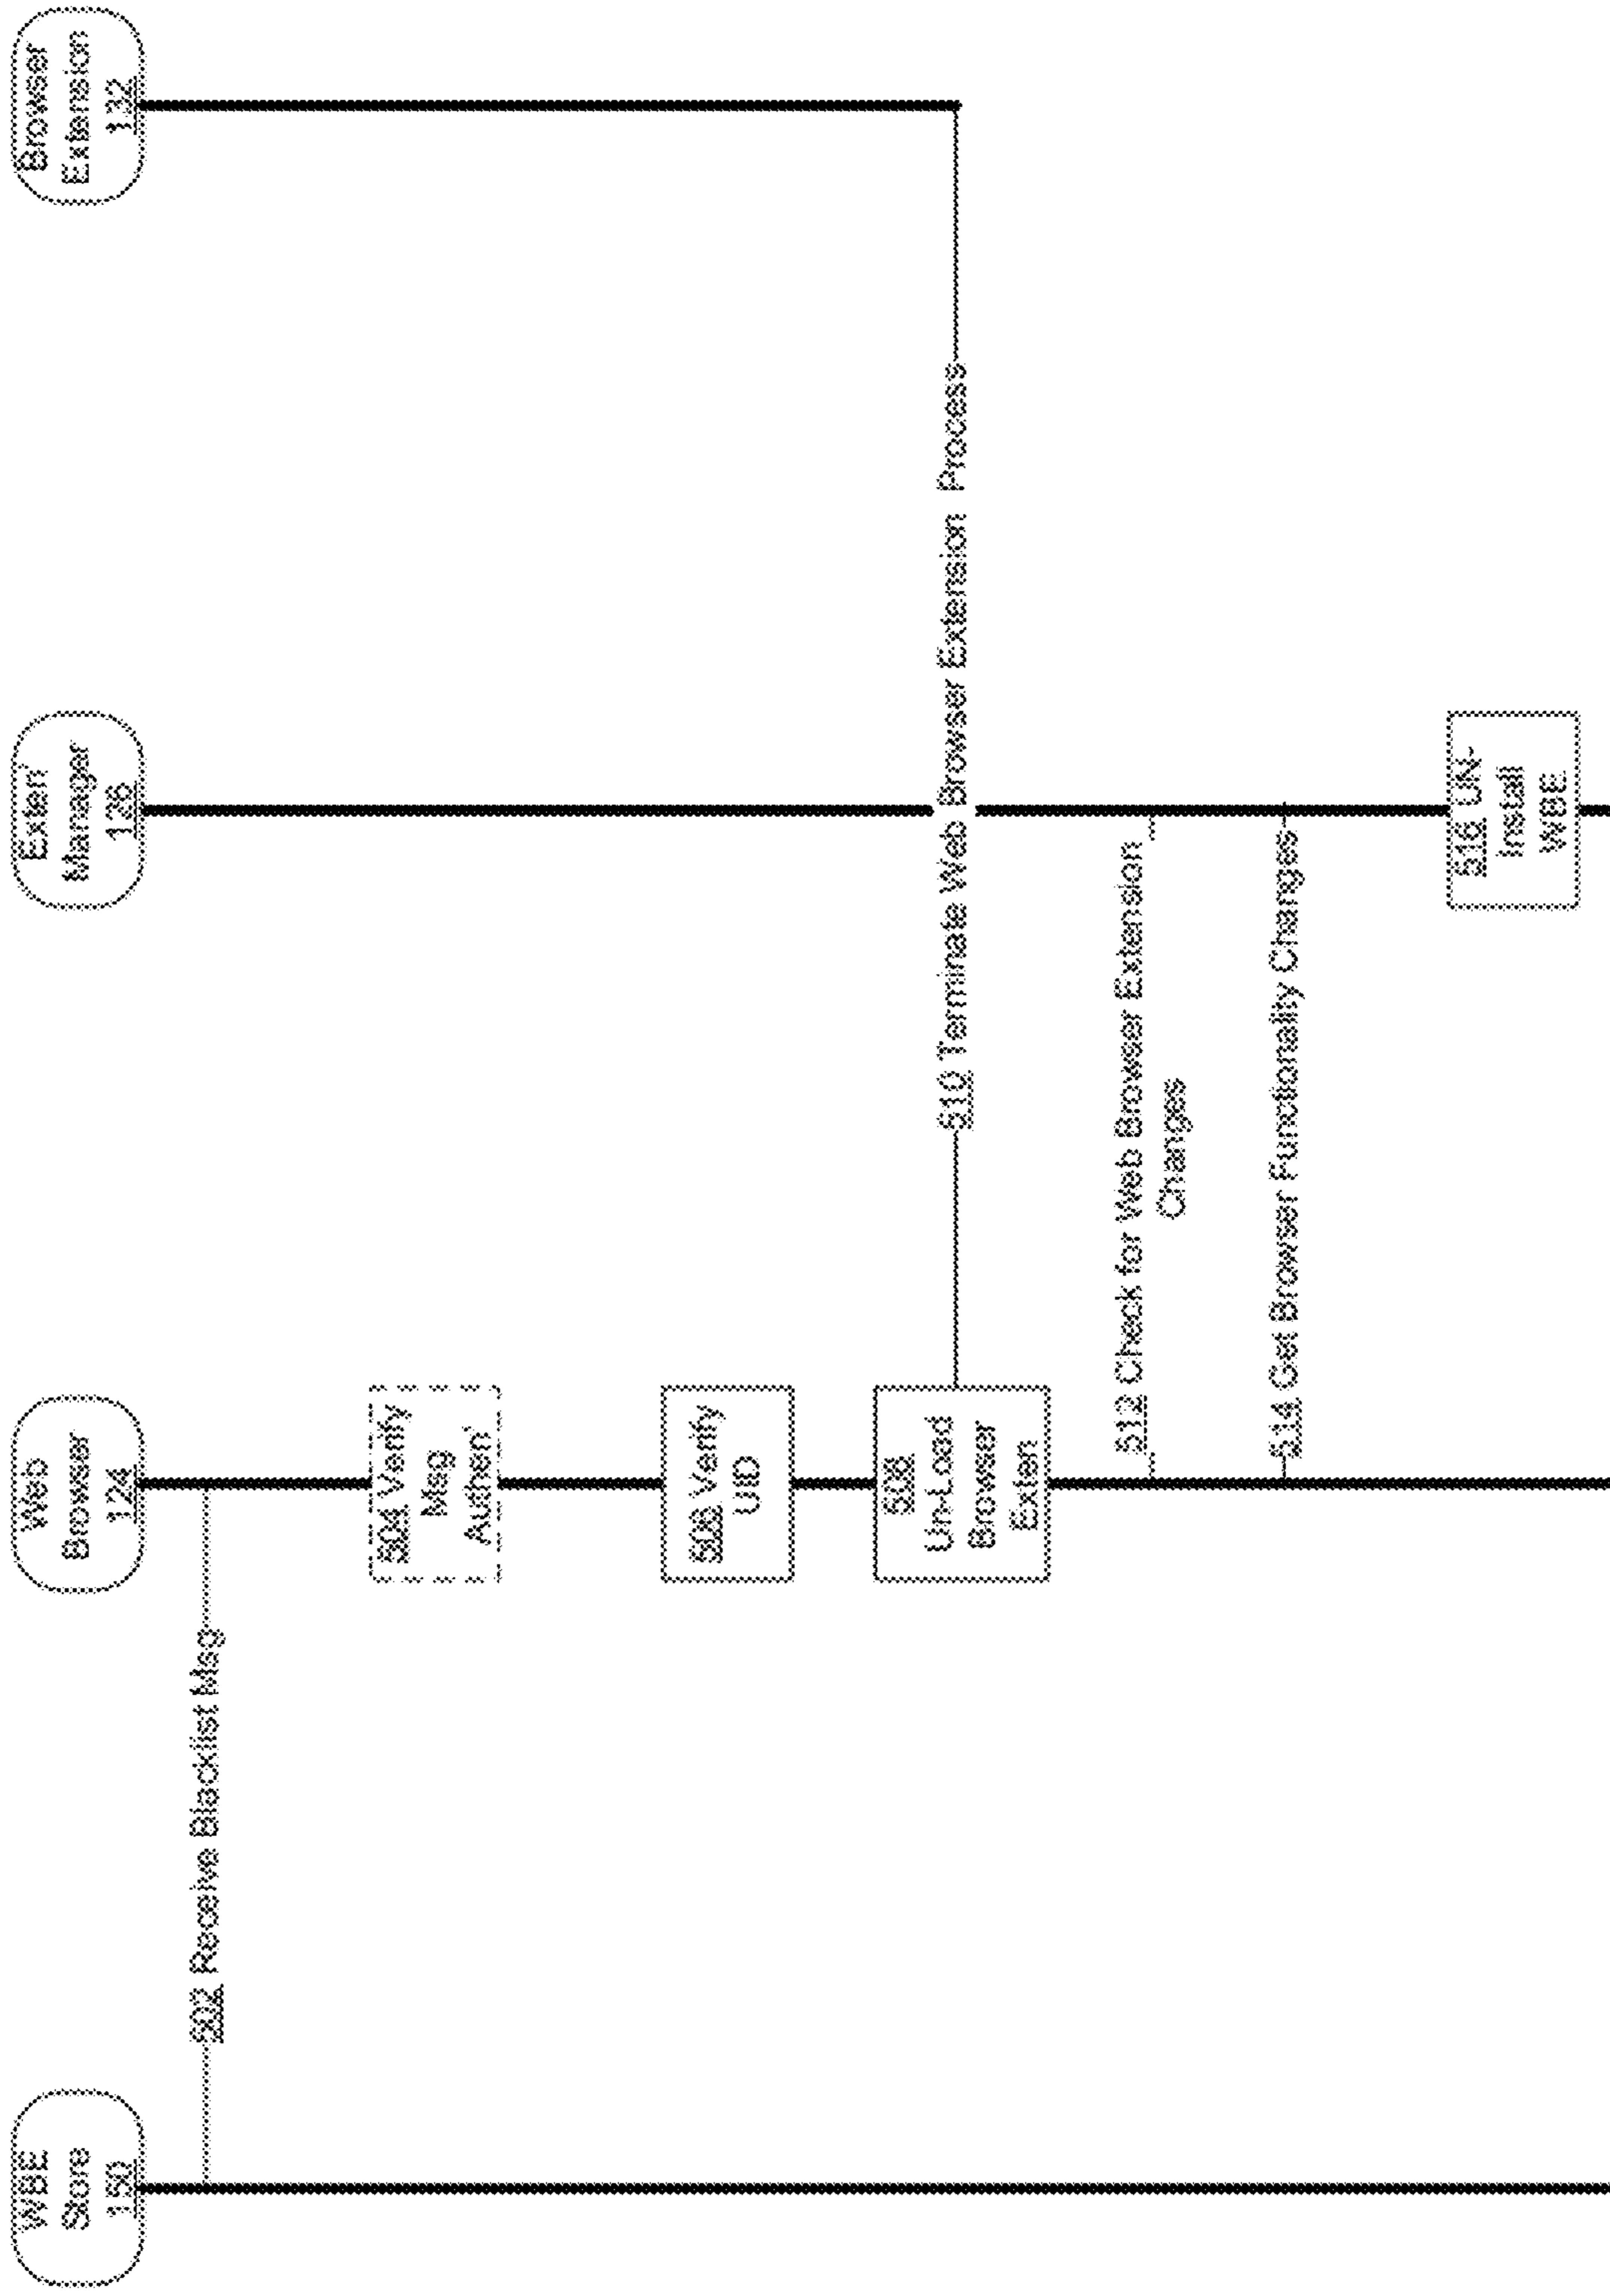 WBE
Store
150
Web
Browser
124
Exten'
Manager
126
Browser
Extension
132
502 Receive Blacklist Msg
504 Verify
Msg
Authen'
506 Verify
UID
508
Un-Load
Browser
Exten
510 Terminate Web Browser Extension Process
512 Check for Web Browser Extension
Changes
514 Get Browser Functionality Changes
516 UN-
Install
WBE